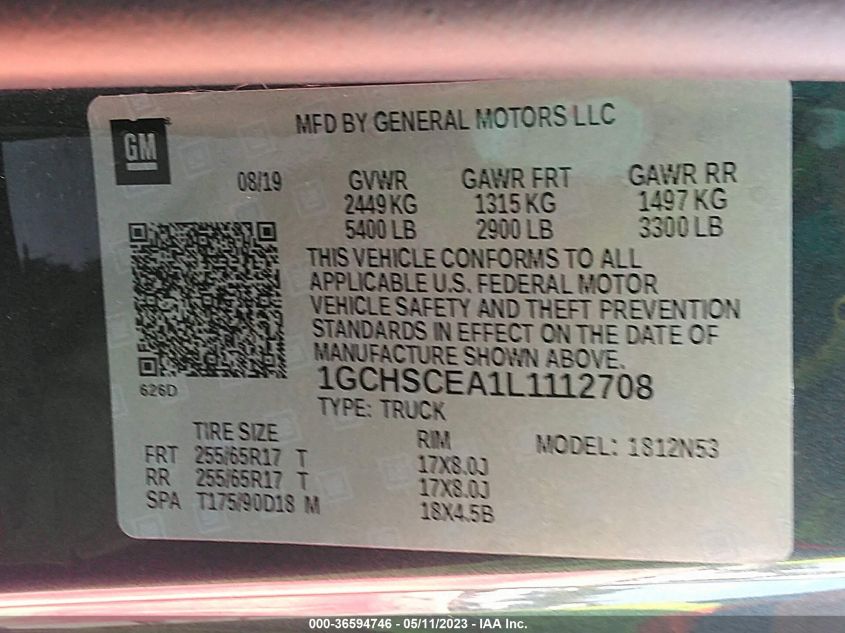 GM
MFD BY GENERAL MOTORS LLC
08/19
GVWR GAWR FRT GAWR RR
2449 KG 1315 KG 1497 KG
5400 LB 2900 LB 3300 LB
THIS VEHICLE CONFORMS TO ALL
APPLICABLE U.S. FEDERAL MOTOR
VEHICLE SAFETY AND THEFT PREVENTION
STANDARDS IN EFFECT ON THE DATE OF
MANUFACTURE SHOWN ABOVE.
626D
1GCHSCEA1L1112708
TYPE: TRUCK
TIRE SIZE RIM MODEL: 1812N53
FRT 255/65R17 T 17X8.0J
RR 255/65R17 T 17X8.0J
SPA T175/90D18 M 18X4.5B
000-36594746 - 05/11/2023 - IAA Inc.